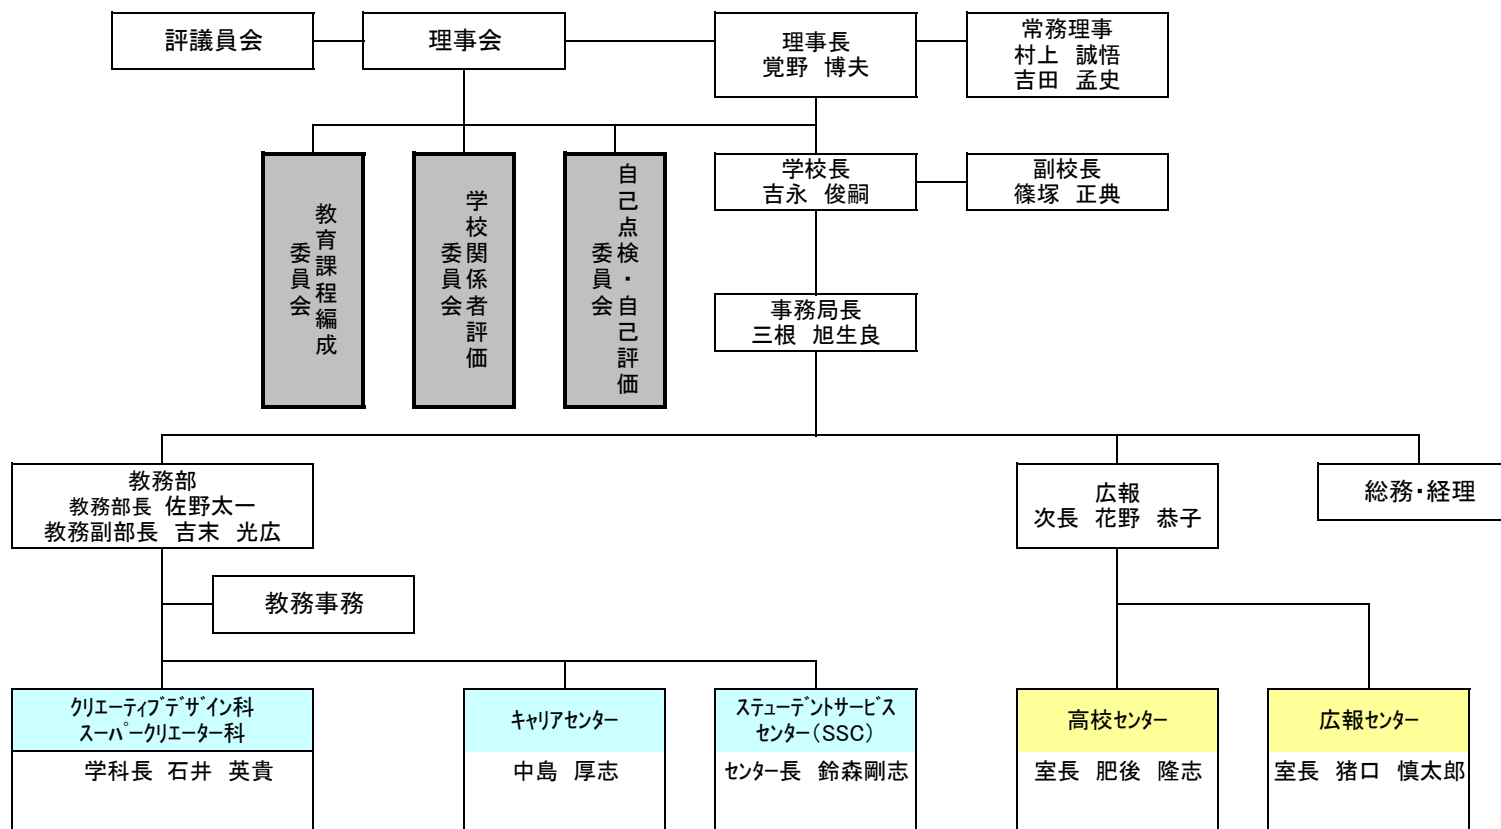 評議員会
理事会
理事長
覚野 博夫
常務理事
村上 誠悟
吉田 孟史
教育課程編成
委員会
学校関係者評価
委員会
自己点検・自己評価
委員会
学校長
吉永 俊嗣
副校長
篠塚 正典
事務局長
三根 旭生良
教務部
教務部長 佐野太一
教務副部長 吉末 光広
広報
次長 花野 恭子
総務・経理
教務事務
クリエーティブデザイン科
スーパークリエーター科
学科長 石井 英貴
キャリアセンター
中島 厚志
ステューデントサービス
センター(SSC)
センター長 鈴森剛志
高校センター
室長 肥後 隆志
広報センター
室長 猪口 慎太郎